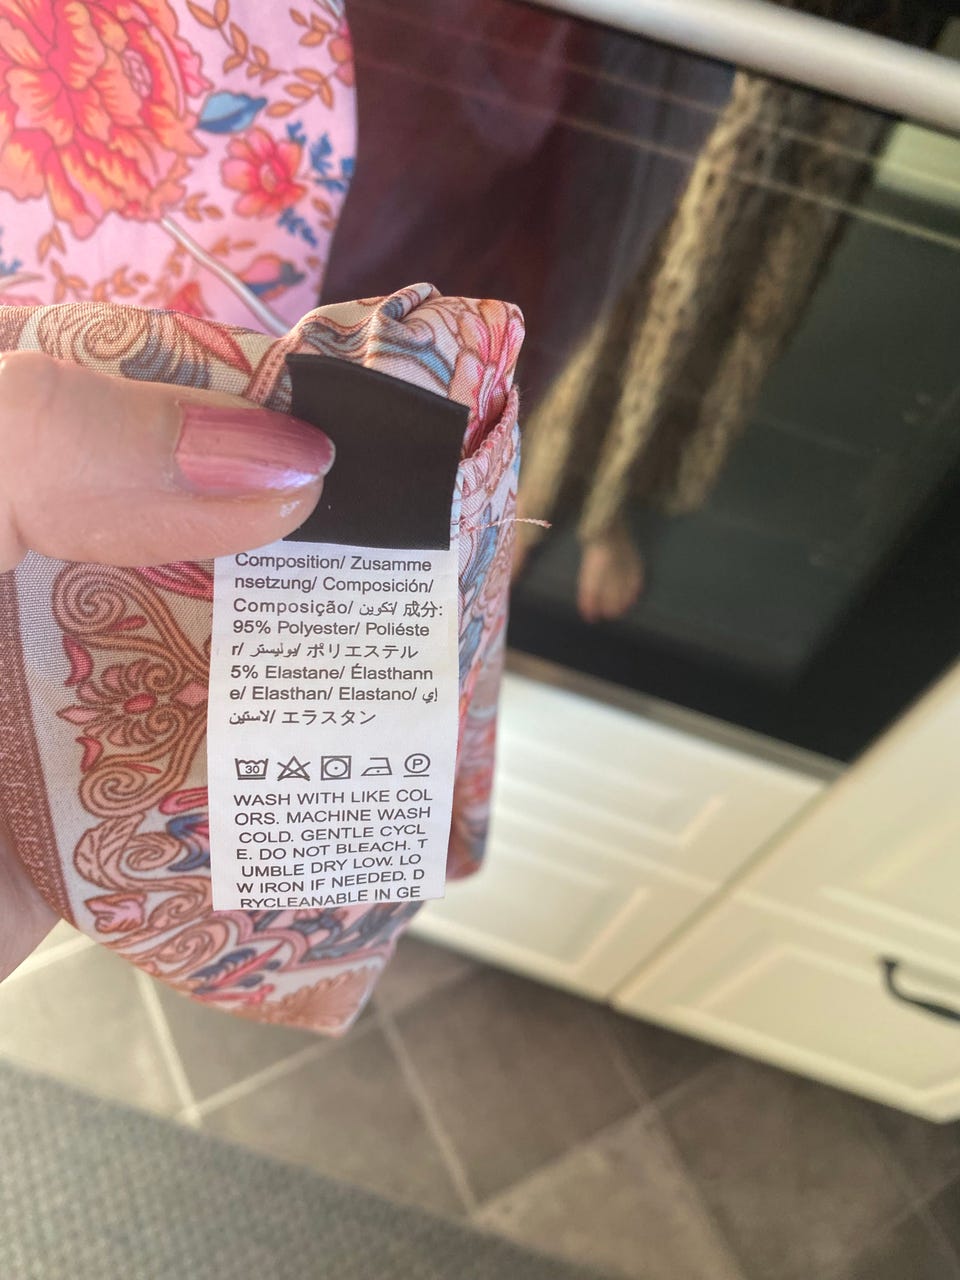 Composition/ Zusamme
nsetzung/ Composición/
Composição/ تكوين/ 成分:
95% Polyester/ Poliéste
r/ بوليستر/ ポリエステル
5% Elastane/ Élasthann
e/ Elasthan/ Elastano/ إي
لاستين/ エラスタン
30 P
WASH WITH LIKE COL
ORS. MACHINE WASH
COLD. GENTLE CYCL
E. DO NOT BLEACH. T
UMBLE DRY LOW. LO
W IRON IF NEEDED. D
RYCLEANABLE IN GE